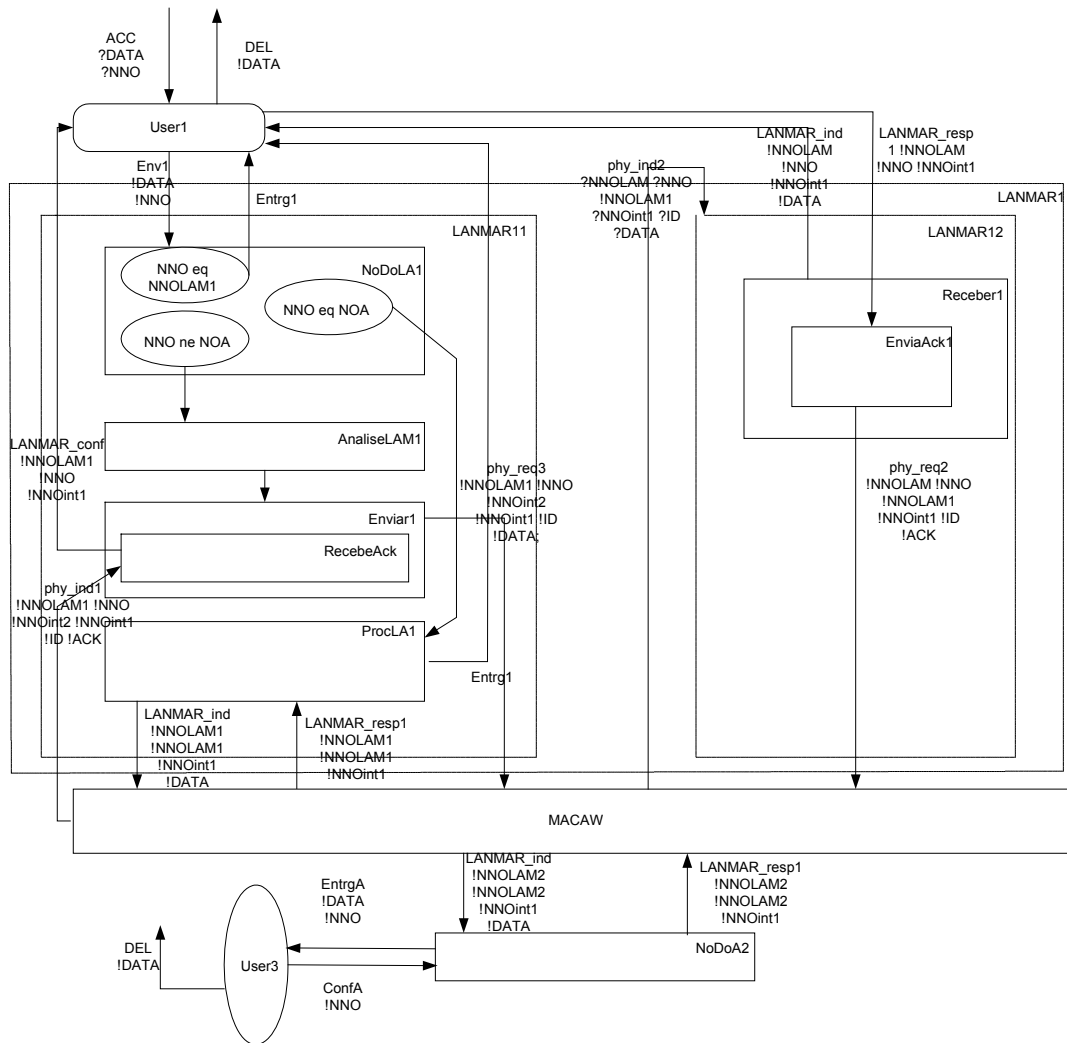 ACC
?DATA
?NNO
DEL
!DATA
User1
Env1
!DATA
!NNO
Entrg1
phy_ind2
?NNOLAM ?NNO
!NNOLAM1
?NNOint1 ?ID
?DATA
LANMAR_ind
!NNOLAM
!NNO
!NNOint1
!DATA
LANMAR_resp
1 !NNOLAM
!NNO !NNOint1
LANMAR1
LANMAR11
LANMAR12
NoDoLA1
NNO eq
NNOLAM1
NNO eq NOA
NNO ne NOA
Receber1
EnviaAck1
AnaliseLAM1
LANMAR_conf
!NNOLAM1
!NNO
!NNOint1
phy_req3
!NNOLAM1 !NNO
!NNOint2
!NNOint1 !ID
!DATA;
phy_req2
!NNOLAM !NNO
!NNOLAM1
!NNOint1 !ID
!ACK
Enviar1
RecebeAck
phy_ind1
!NNOLAM1 !NNO
!NNOint2 !NNOint1
!ID !ACK
ProcLA1
Entrg1
LANMAR_ind
!NNOLAM1
!NNOLAM1
!NNOint1
!DATA
LANMAR_resp1
!NNOLAM1
!NNOLAM1
!NNOint1
MACAW
LANMAR_ind
!NNOLAM2
!NNOLAM2
!NNOint1
!DATA
LANMAR_resp1
!NNOLAM2
!NNOLAM2
!NNOint1
EntrgA
!DATA
!NNO
NoDoA2
DEL
!DATA
User3
ConfA
!NNO